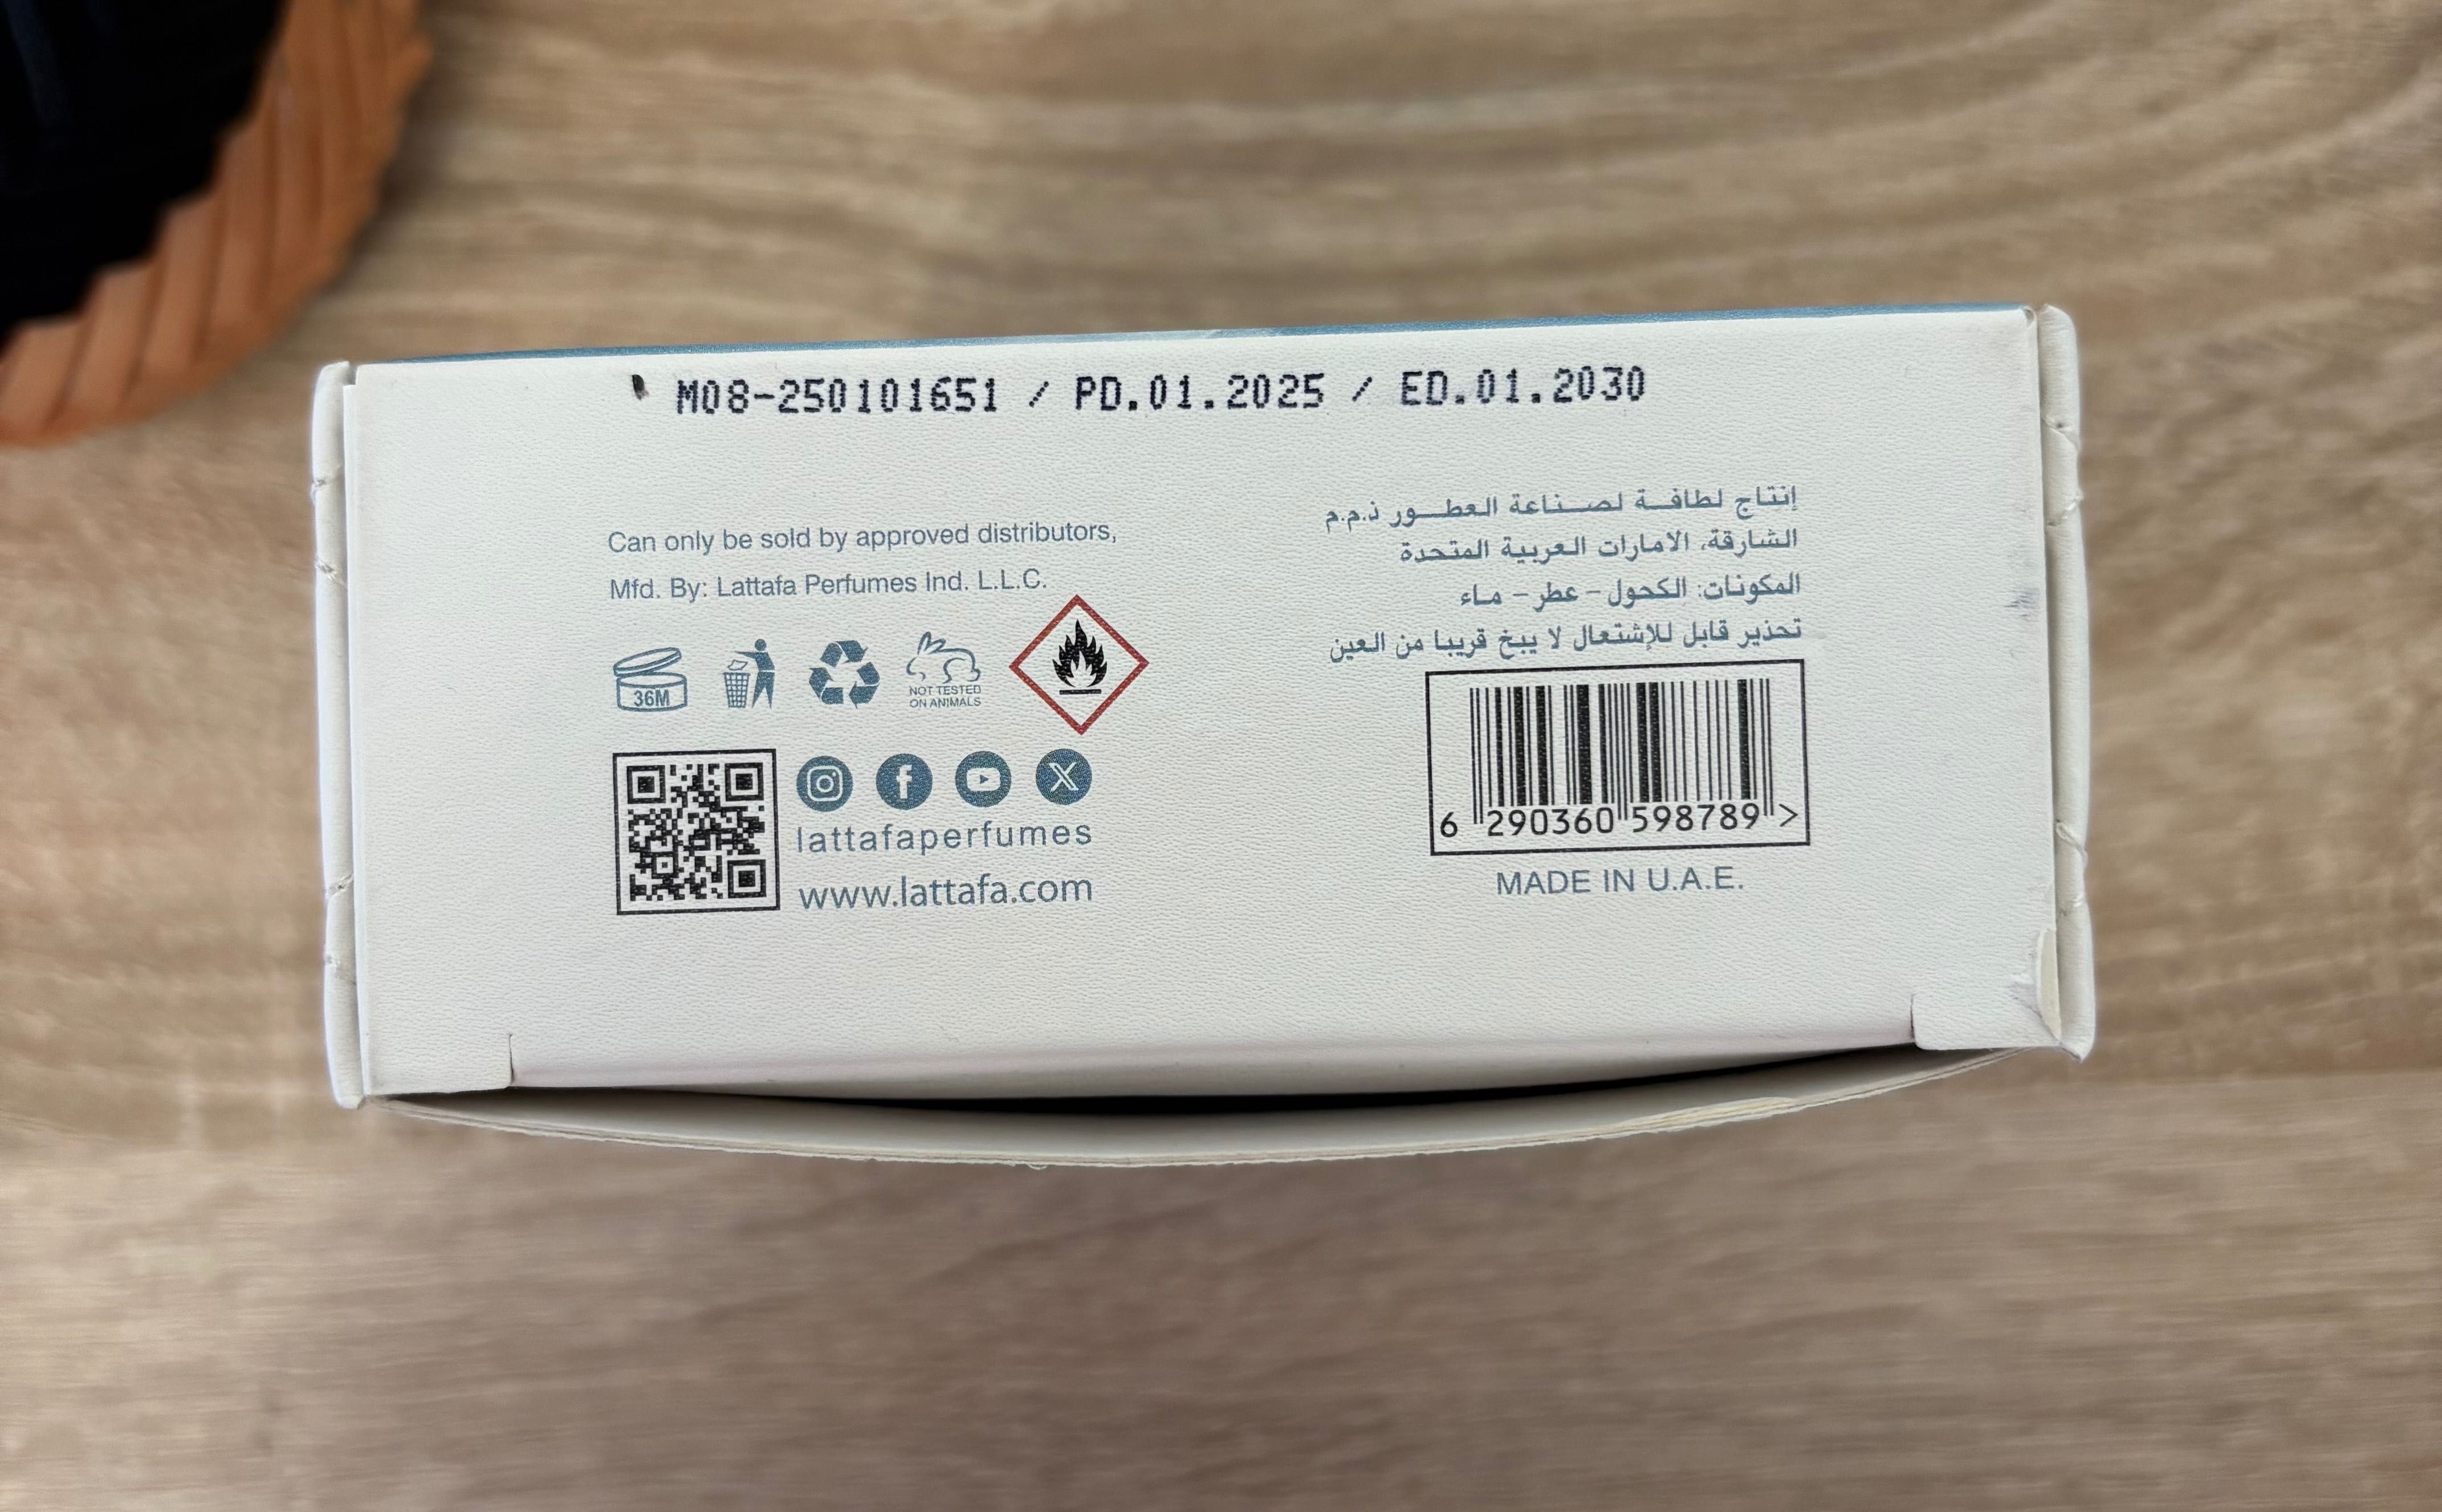 M08-250101651 / PD.01.2025 / ED.01.2030
Can only be sold by approved distributors,
Mfd. By: Lattafa Perfumes Ind. L.L.C.
36M
NOT TESTED
ON ANIMALS
lattafaperfumes
www.lattafa.com
إنتاج لطافة لصناعة العطور ذ.م.م
الشارقة، الامارات العربية المتحدة
المكونات: الكحول - عطر - ماء
تحذير قابل للإشتعال لا يبخ قريبا من العين
6 290360 598789 >
MADE IN U.A.E.